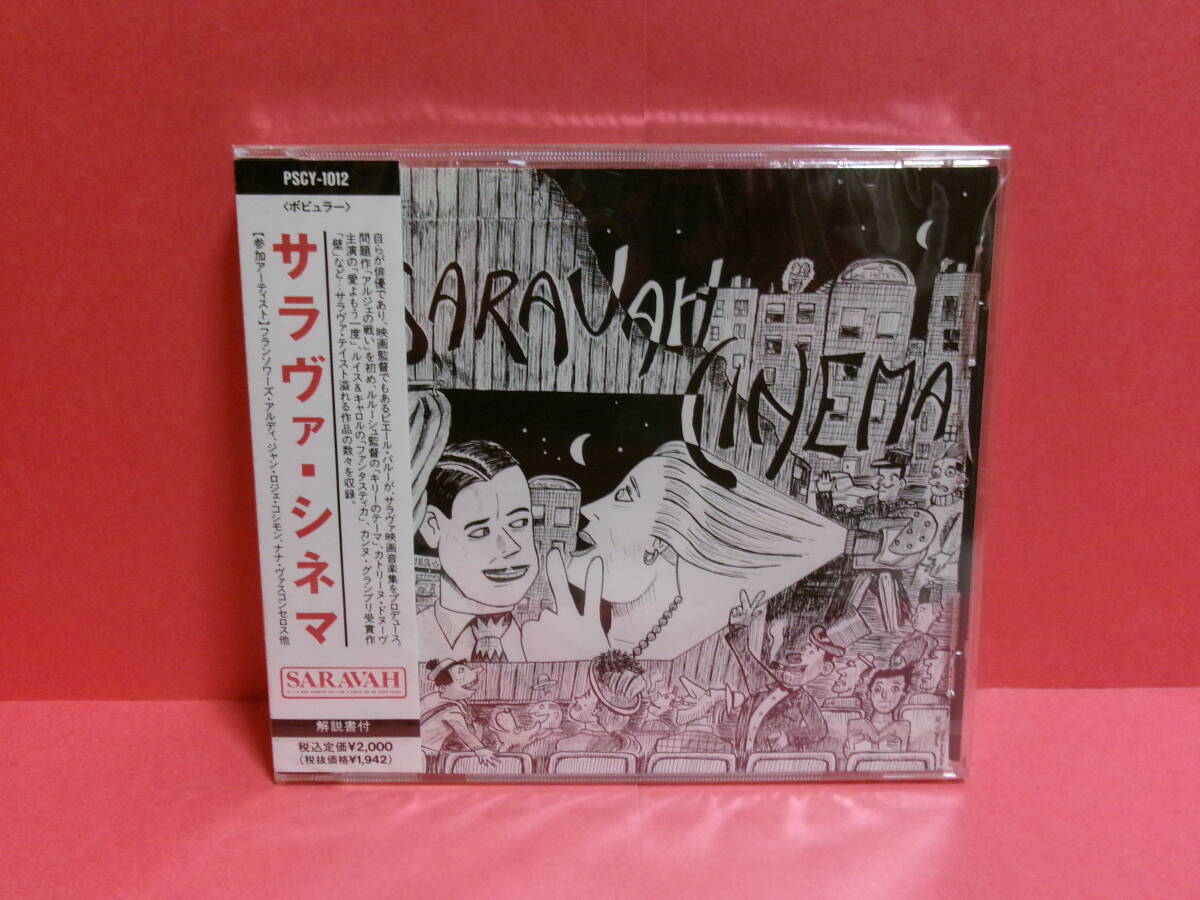 PSCY-1012
〈ポピュラー〉
サラヴァ・シネマ
自らが俳優であり、映画監督でもあるピエール・バルーが、サラヴァ映画音楽集をプロデュース。
問題作「アルジェの戦い」を初め、ルルーシュ監督の「キリーのテーマ」、カトリーヌ・ドヌーヴ
主演の「愛よもう一度」、ルイス&キャロルの「ファンタスティカ」、カンヌ・グランプリ受賞作
「壁」など…サラヴァ・テイスト溢れる作品の数々を収録。
【参加アーティスト】フランソワーズ・アルディ、ジャン・ロジェ・コシモン、ナナ・ヴァスコンセロス他
SARAVAH
解説書付
税込定価¥2,000
(税抜価格¥1,942)
SARAVAH
CINEMA
HOTEL